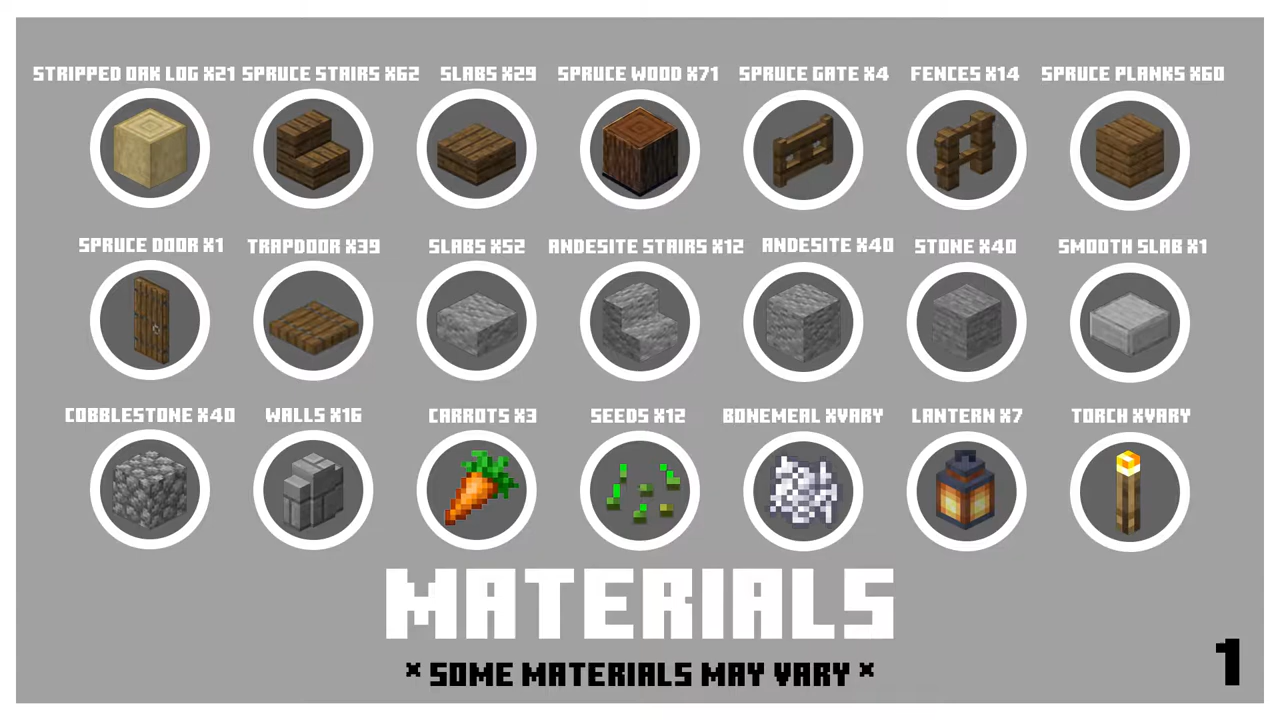 STRIPPED OAK LOG X21 SPRUCE STAIRS X62 SLABS X29 SPRUCE WOOD X71 SPRUCE GATE X4 FENCES X14 SPRUCE PLANKS X60
SPRUCE DOOR X1 TRAPDOOR X39 SLABS X52 ANDESITE STAIRS X12 ANDESITE X40 STONE X40 SMOOTH SLAB X1
COBBLESTONE X40 WALLS X16 CARROTS X3 SEEDS X12 BONEMEAL XVARY LANTERN X7 TORCH XVARY
MATERIALS
* SOME MATERIALS MAY VARY *
1